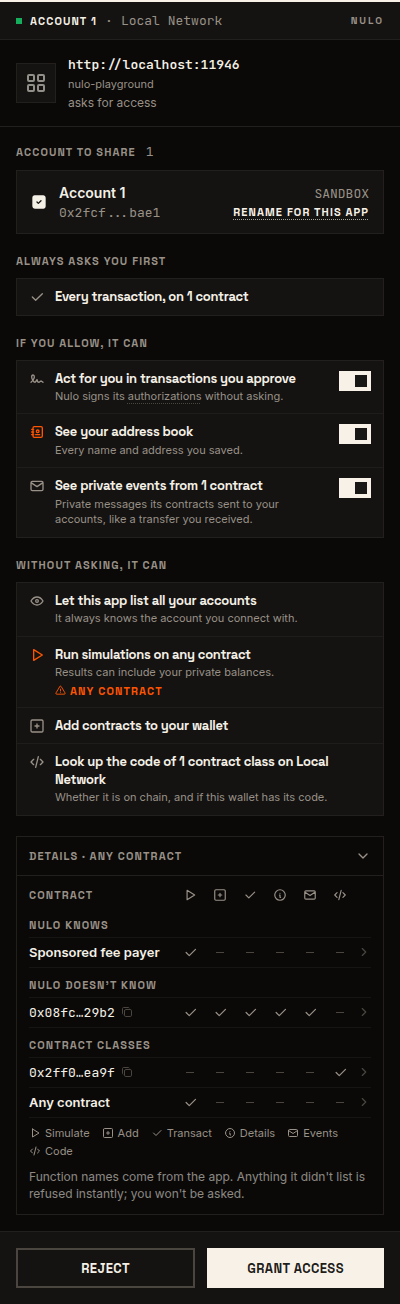 ACCOUNT 1 · Local Network NULO
http://localhost:11946
nulo-playground
asks for access
ACCOUNT TO SHARE 1
Account 1 SANDBOX
0x2fcf...bae1 RENAME FOR THIS APP
ALWAYS ASKS YOU FIRST
Every transaction, on 1 contract
IF YOU ALLOW, IT CAN
Act for you in transactions you approve
Nulo signs its authorizations without asking.
See your address book
Every name and address you saved.
See private events from 1 contract
Private messages its contracts sent to your
accounts, like a transfer you received.
WITHOUT ASKING, IT CAN
Let this app list all your accounts
It always knows the account you connect with.
Run simulations on any contract
Results can include your private balances.
ANY CONTRACT
Add contracts to your wallet
Look up the code of 1 contract class on Local
Network
Whether it is on chain, and if this wallet has its code.
DETAILS · ANY CONTRACT
CONTRACT
NULO KNOWS
Sponsored fee payer
NULO DOESN'T KNOW
0x08fc…29b2
CONTRACT CLASSES
0x2ff0…ea9f
Any contract
Simulate Add Transact Details Events
Code
Function names come from the app. Anything it didn't list is
refused instantly; you won't be asked.
REJECT GRANT ACCESS